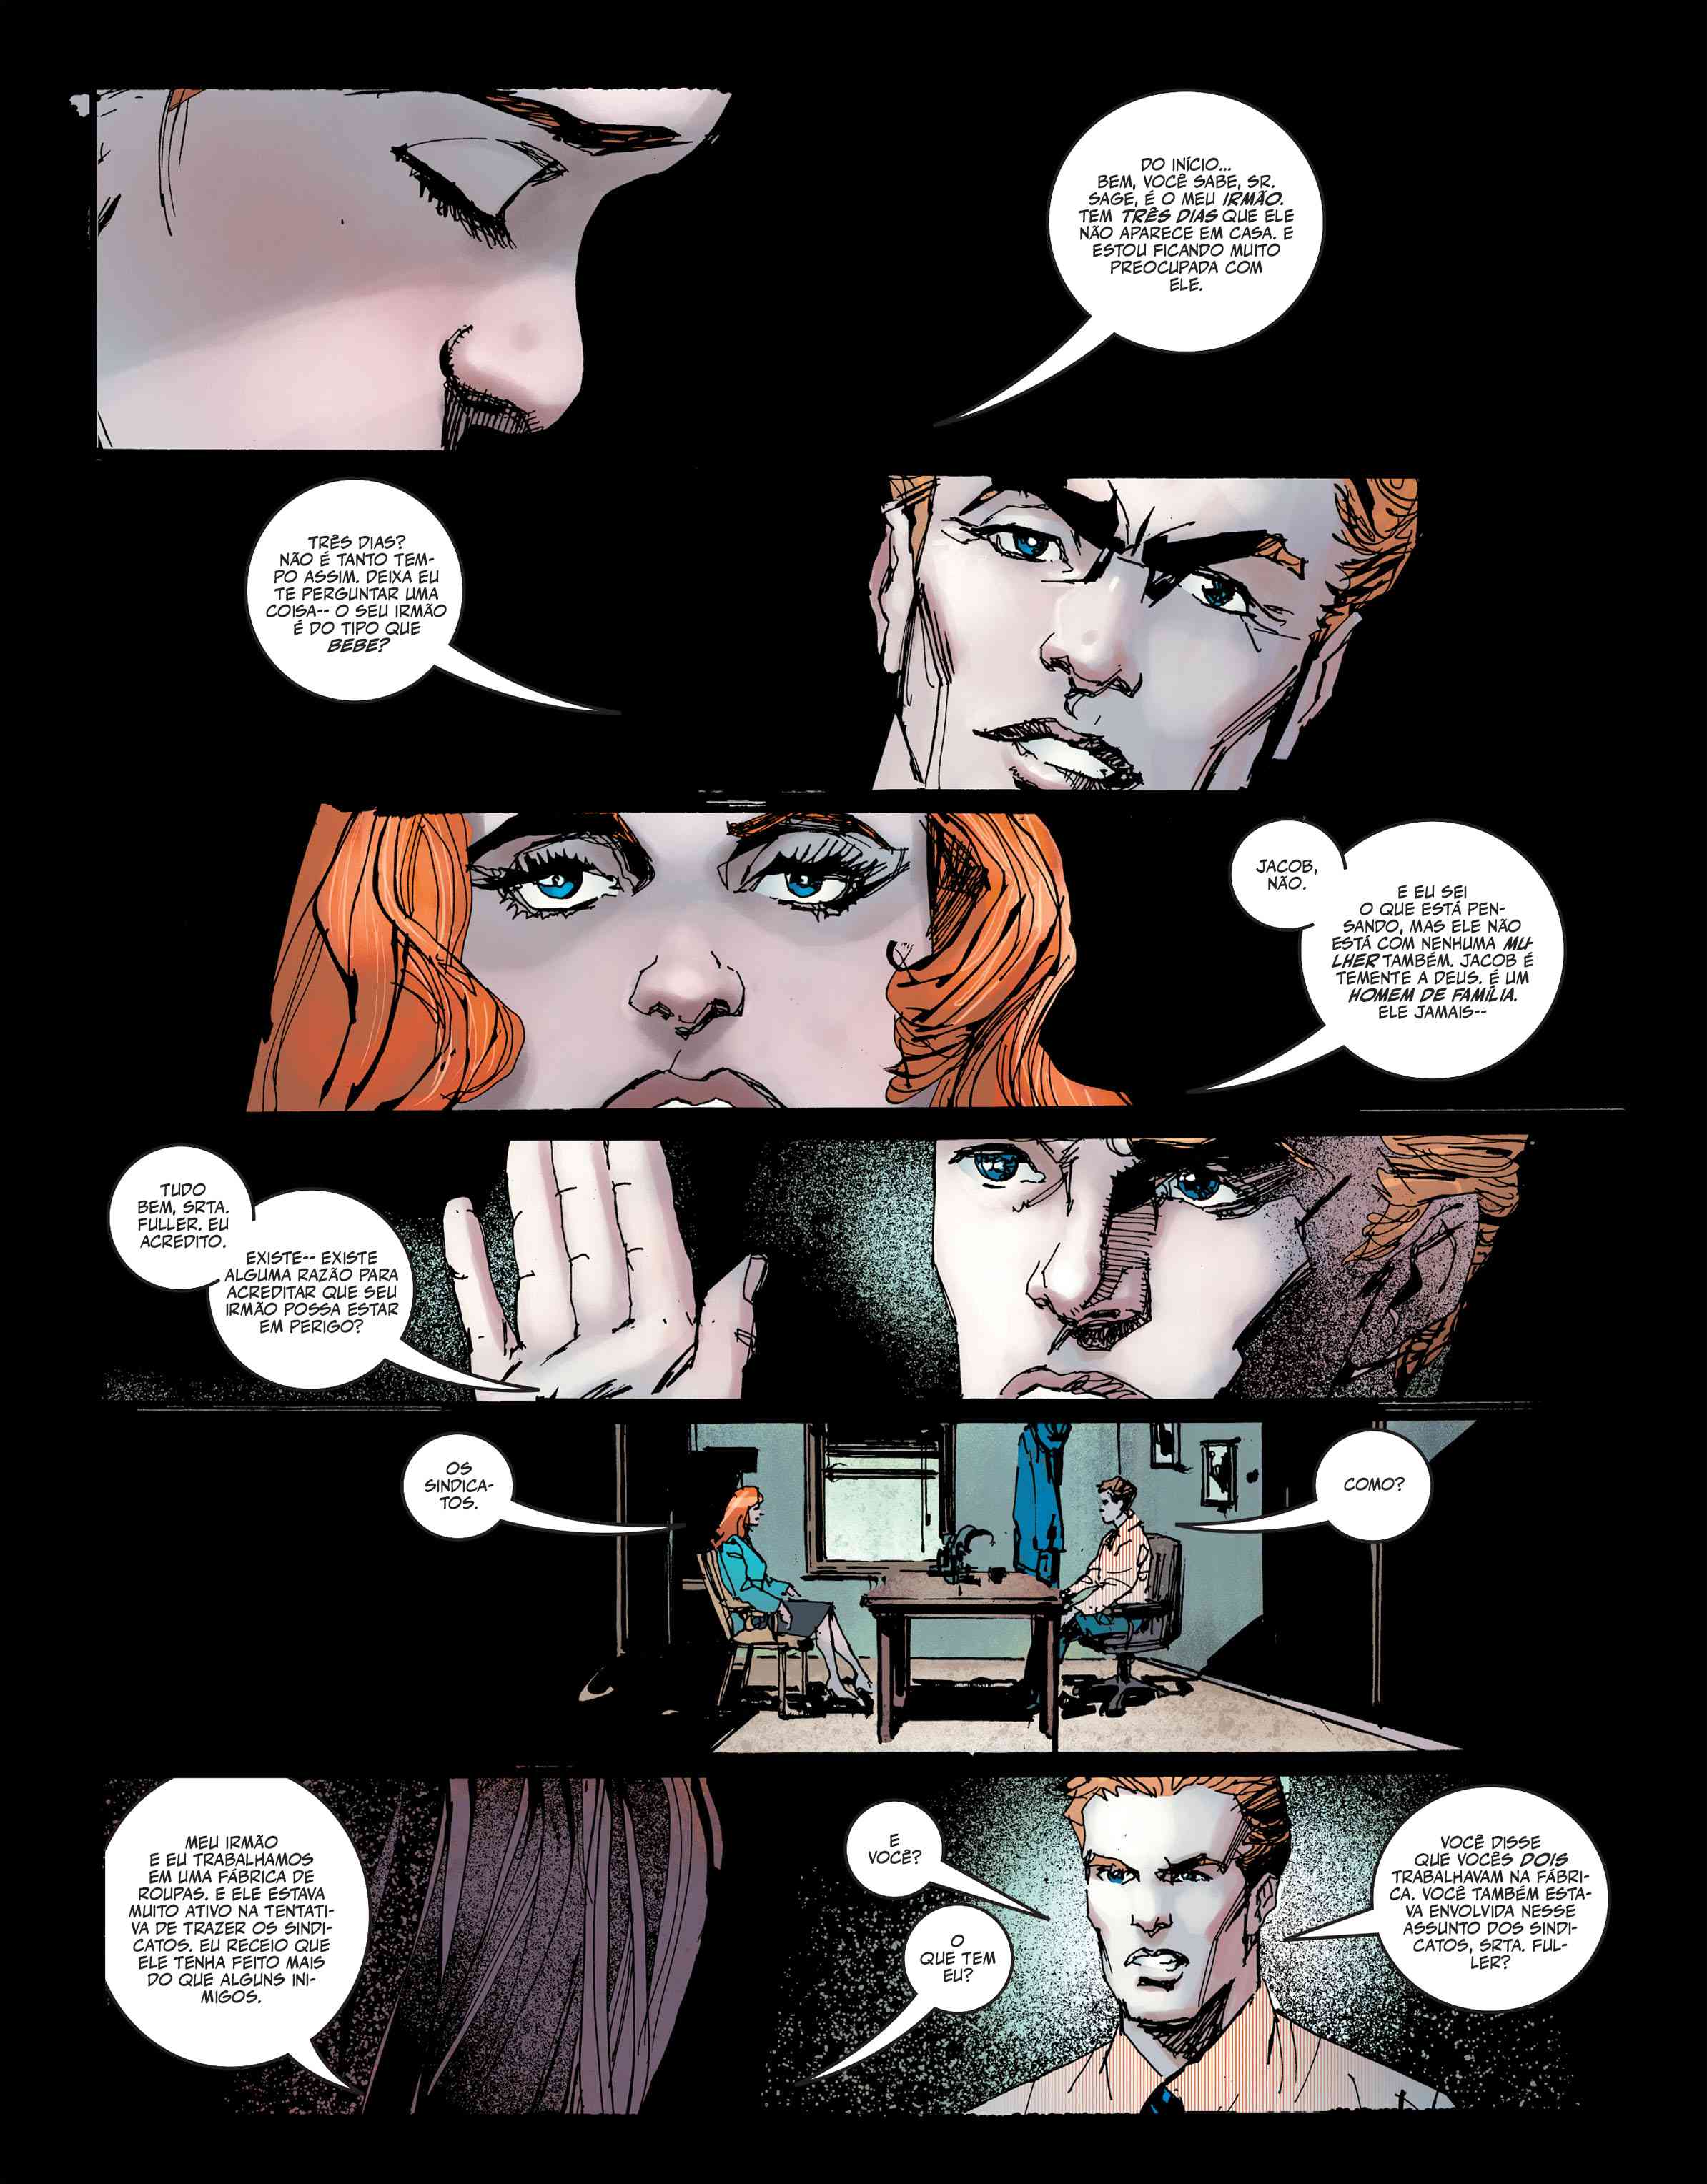 DO INÍCIO...
BEM, VOCÊ SABE, SR.
SAGE, É O MEU IRMÃO.
TEM TRÊS DIAS QUE ELE
NÃO APARECE EM CASA. E
ESTOU FICANDO MUITO
PREOCUPADA COM
ELE.
TRÊS DIAS?
NÃO É TANTO TEM-
PO ASSIM. DEIXA EU
TE PERGUNTAR UMA
COISA-- O SEU IRMÃO
É DO TIPO QUE
BEBE?
JACOB,
NÃO.
E EU SEI
O QUE ESTÁ PEN-
SANDO, MAS ELE NÃO
ESTÁ COM NENHUMA MU-
LHER TAMBÉM. JACOB É
TEMENTE A DEUS. É UM
HOMEM DE FAMÍLIA.
ELE JAMAIS--
TUDO
BEM, SRTA.
FULLER. EU
ACREDITO.
EXISTE-- EXISTE
ALGUMA RAZÃO PARA
ACREDITAR QUE SEU
IRMÃO POSSA ESTAR
EM PERIGO?
OS
SINDICA-
TOS.
COMO?
MEU IRMÃO
E EU TRABALHAMOS
EM UMA FÁBRICA DE
ROUPAS. E ELE ESTAVA
MUITO ATIVO NA TENTATI-
VA DE TRAZER OS SINDI-
CATOS. EU RECEIO QUE
ELE TENHA FEITO MAIS
DO QUE ALGUNS INI-
MIGOS.
E
VOCÊ?
O
QUE TEM
EU?
VOCÊ DISSE
QUE VOCÊS DOIS
TRABALHAVAM NA FÁBRI-
CA. VOCÊ TAMBÉM ESTA-
VA ENVOLVIDA NESSE
ASSUNTO DOS SINDI-
CATOS, SRTA. FUL-
LER?